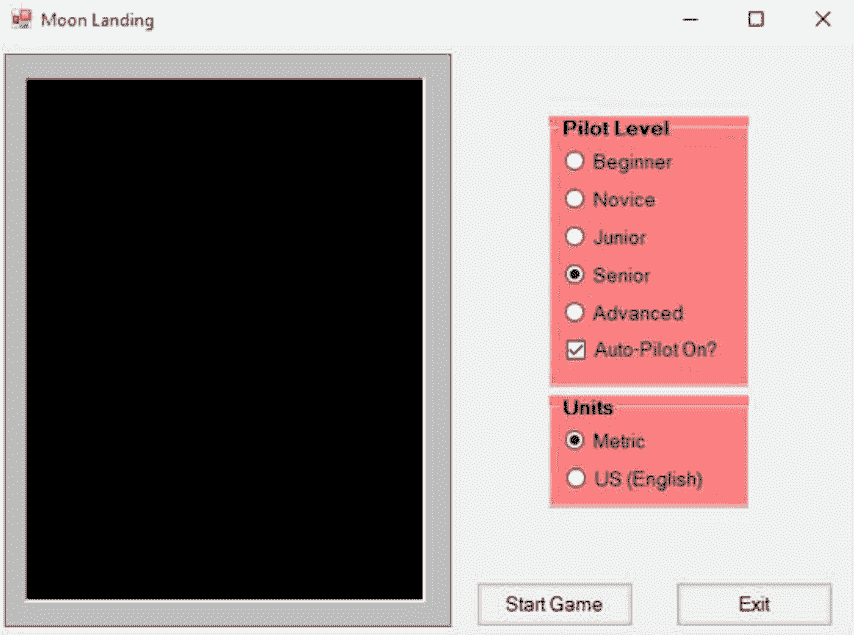 Moon Landing
Pilot Level
Beginner
Novice
Junior
Senior
Advanced
Auto-Pilot On?
Units
Metric
US (English)
Start Game
Exit